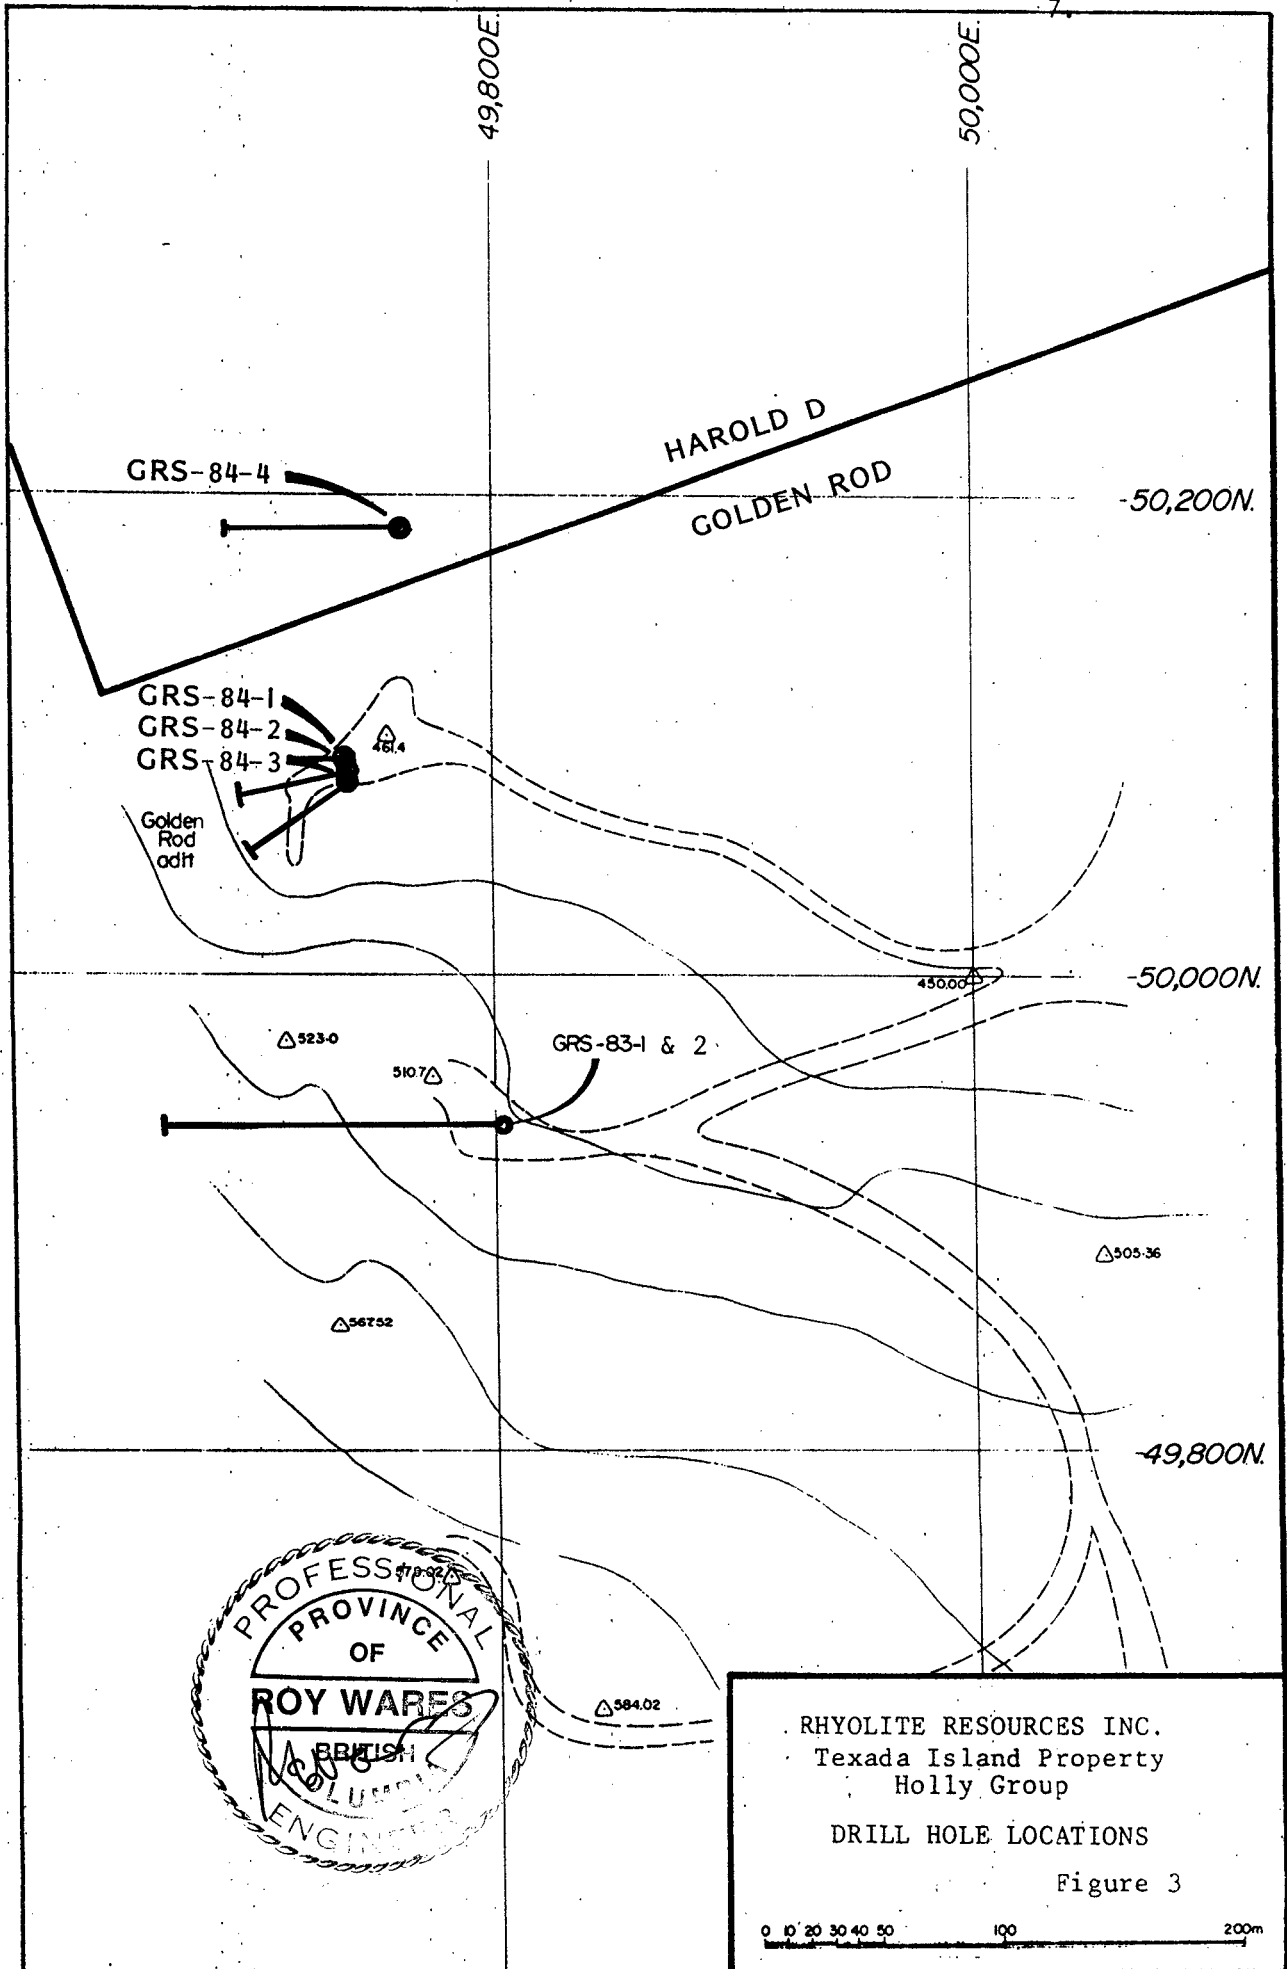 7.
49,800E.
50,000E.
HAROLD D
GOLDEN ROD
GRS-84-4
-50,200N.
GRS-84-1
GRS-84-2
GRS-84-3
461.4
Golden
Rod
adit
450.00
-50,000N.
523.0
510.7
GRS-83-1 & 2
505.36
567.52
-49,800N.
584.02
PROFESSIONAL
PROVINCE
OF
ROY WARES
BRITISH
COLUMBIA
RHYOLITE RESOURCES INC.
Texada Island Property
Holly Group
DRILL HOLE LOCATIONS
Figure 3
0 10 20 30 40 50 100 200m